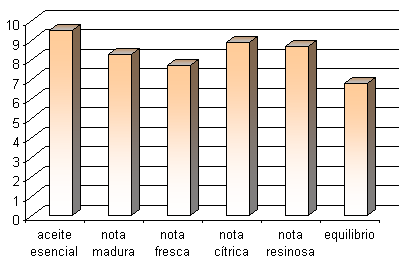 10
9
8
7
6
5
4
3
2
1
0
aceite esencial
nota madura
nota fresca
nota cítrica
nota resinosa
equilibrio